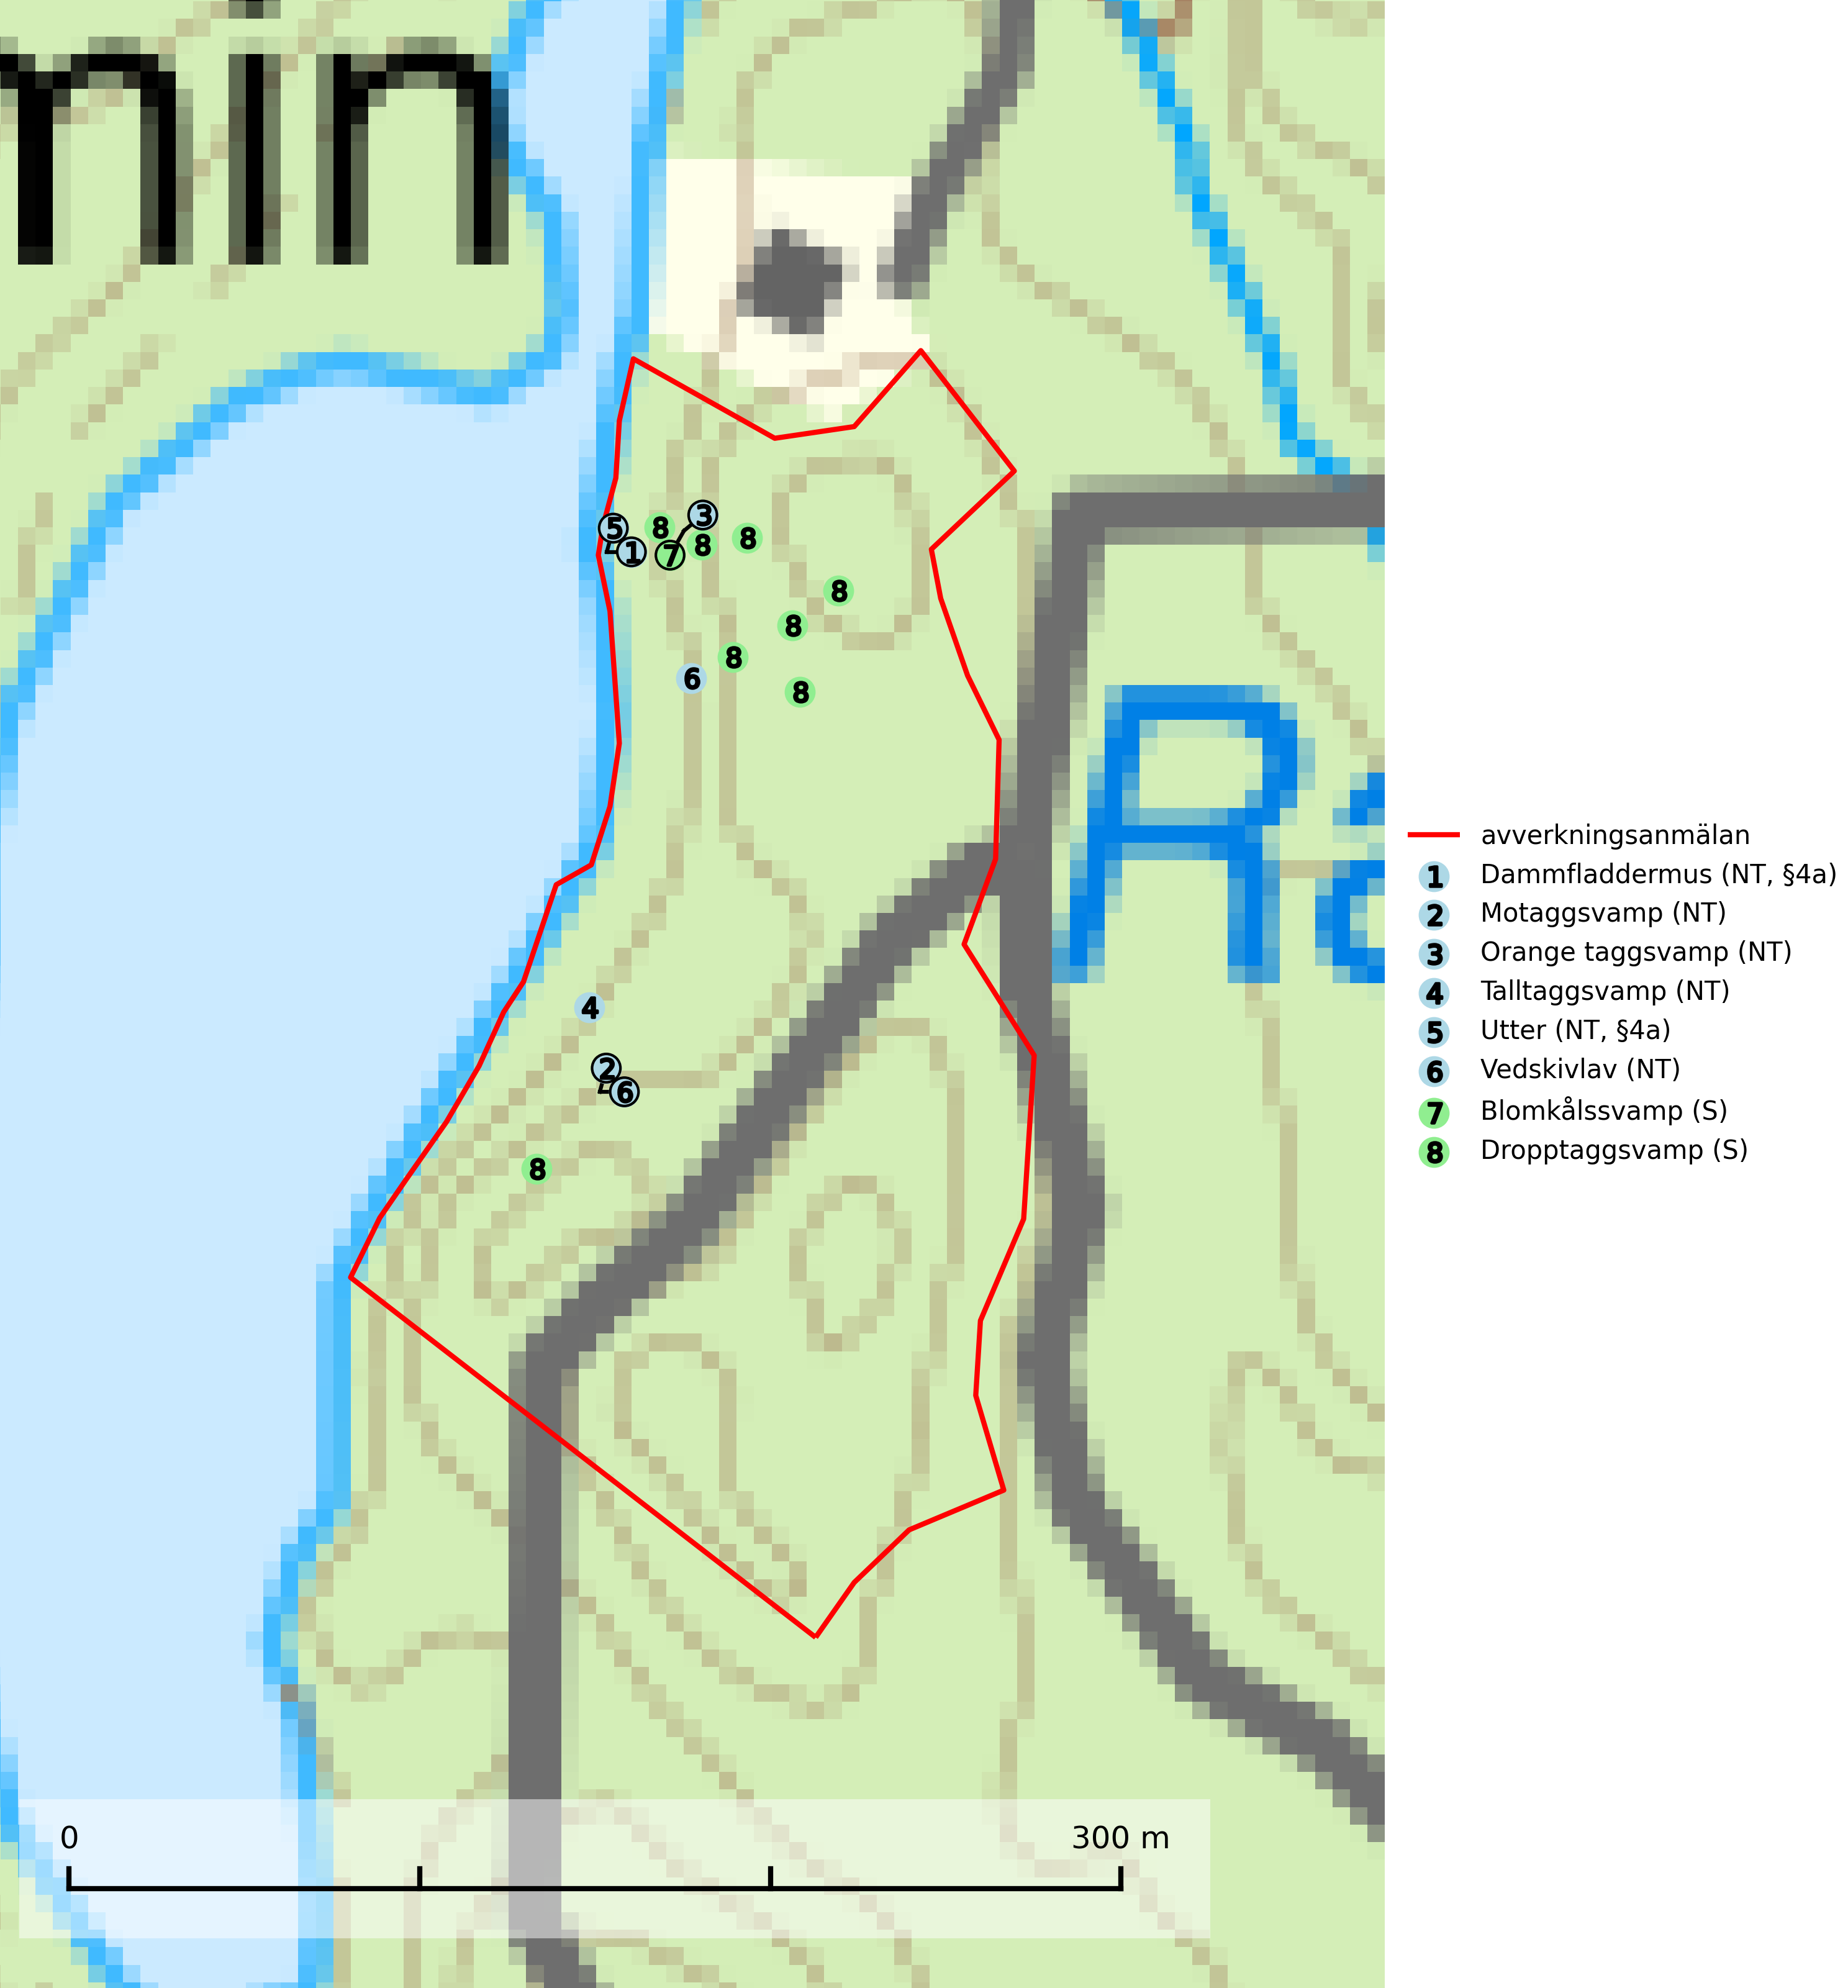 min
5
1
8
3
7
8
8
8
8
8
6
8
R
4
2
6
8
avverkningsanmälan
1 Dammfladdermus (NT, §4a)
2 Motaggsvamp (NT)
3 Orange taggsvamp (NT)
4 Talltaggsvamp (NT)
5 Utter (NT, §4a)
6 Vedskivlav (NT)
7 Blomkålssvamp (S)
8 Dropptaggsvamp (S)
0 300 m